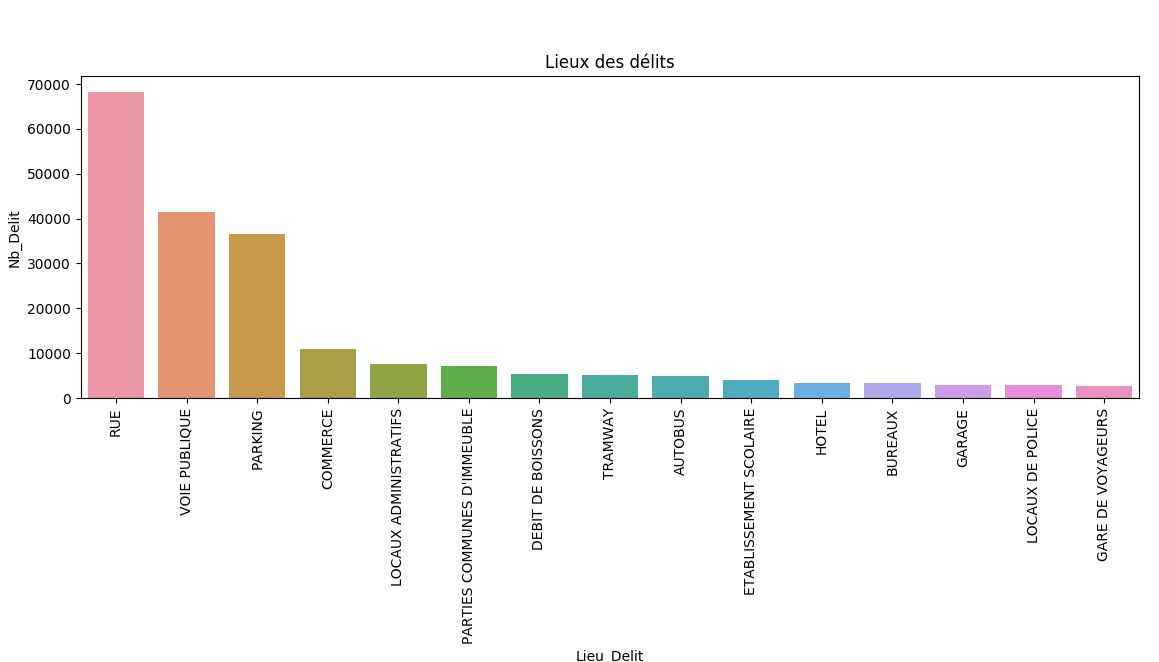 Lieux des délits
Nb_Delit
70000
60000
50000
40000
30000
20000
10000
0
RUE
VOIE PUBLIQUE
PARKING
COMMERCE
LOCAUX ADMINISTRATIFS
PARTIES COMMUNES D'IMMEUBLE
DEBIT DE BOISSONS
TRAMWAY
AUTOBUS
ETABLISSEMENT SCOLAIRE
HOTEL
BUREAUX
GARAGE
LOCAUX DE POLICE
GARE DE VOYAGEURS
Lieu_Delit